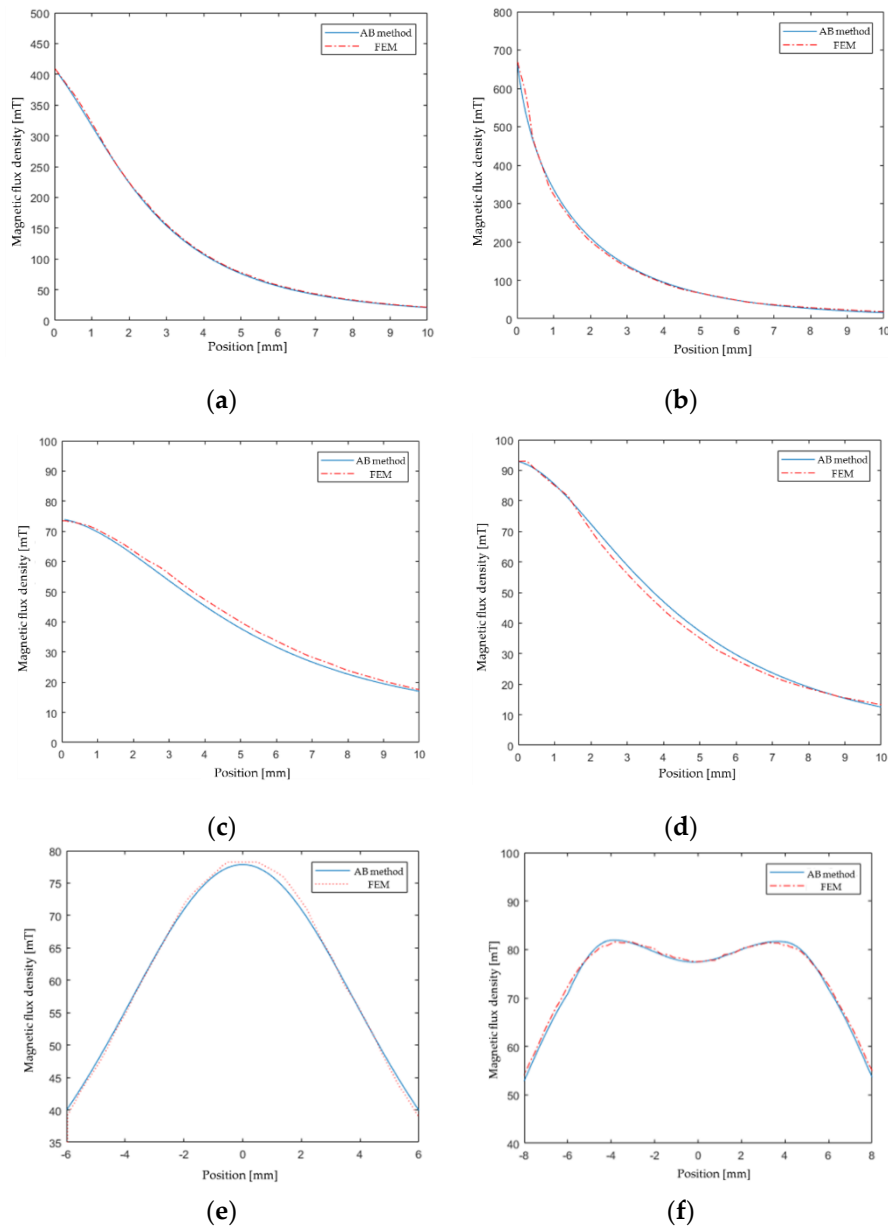 500
450
400
350
300
250
200
150
100
50
0
Magnetic flux density [mT]
AB method
FEM
0 1 2 3 4 5 6 7 8 9 10
Position [mm]
(a)
800
700
600
500
400
300
200
100
0
Magnetic flux density [mT]
AB method
FEM
0 1 2 3 4 5 6 7 8 9 10
Position [mm]
(b)
100
90
80
70
60
50
40
30
20
10
0
Magnetic flux density [mT]
AB method
FEM
0 1 2 3 4 5 6 7 8 9 10
Position [mm]
(c)
100
90
80
70
60
50
40
30
20
10
0
Magnetic flux density [mT]
AB method
FEM
0 1 2 3 4 5 6 7 8 9 10
Position [mm]
(d)
80
75
70
65
60
55
50
45
40
35
Magnetic flux density [mT]
AB method
FEM
-6 -4 -2 0 2 4 6
Position [mm]
(e)
100
90
80
70
60
50
40
Magnetic flux density [mT]
AB method
FEM
-8 -6 -4 -2 0 2 4 6 8
Position [mm]
(f)